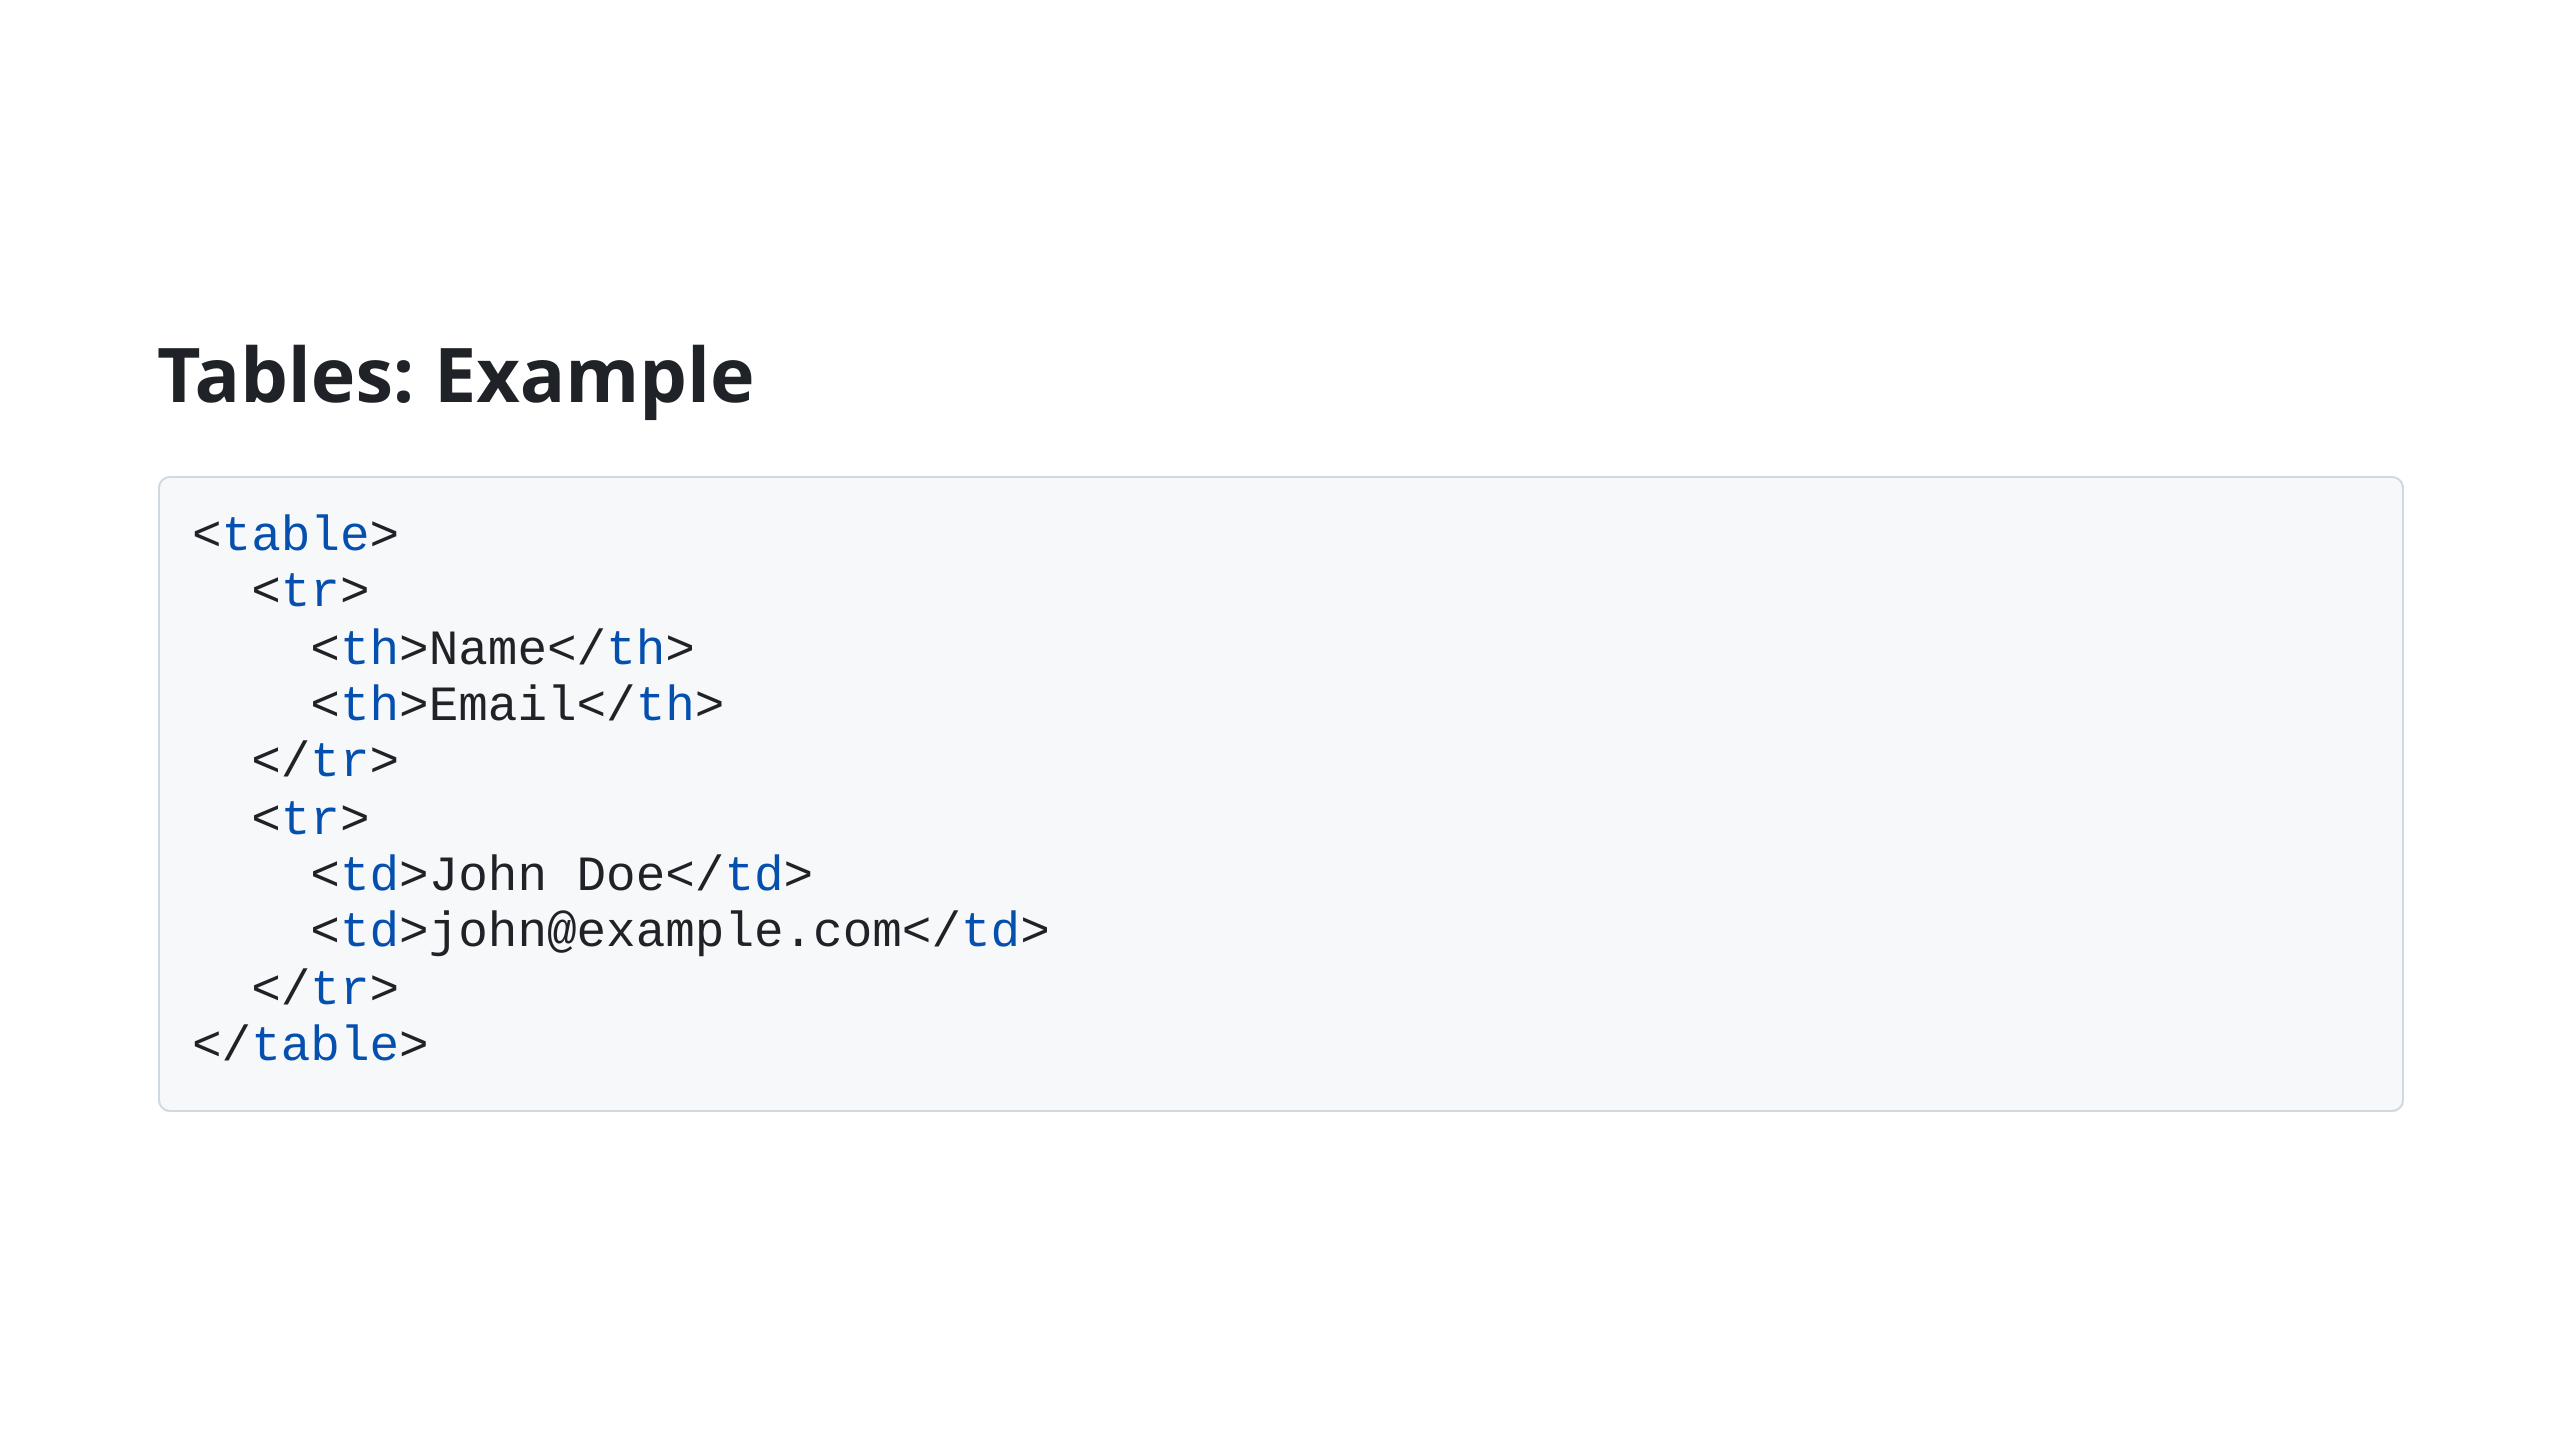 Tables: Example
<table>
  <tr>
    <th>Name</th>
    <th>Email</th>
  </tr>
  <tr>
    <td>John Doe</td>
    <td>john@example.com</td>
  </tr>
</table>